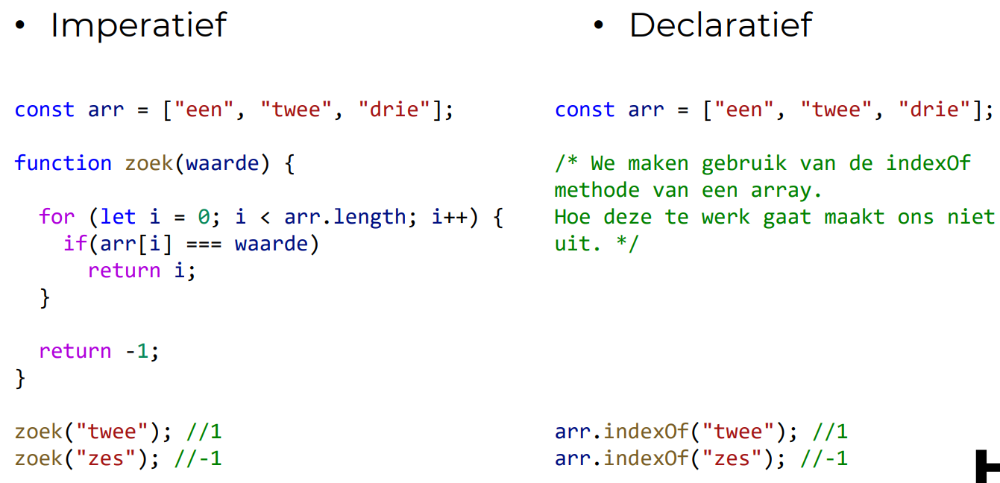 • Imperatief
const arr = ["een", "twee", "drie"];
function zoek(waarde) {
for (let i = 0; i < arr.length; i++) {
if(arr[i] === waarde)
return i;
}
return -1;
}
zoek("twee"); //1
zoek("zes"); //-1
• Declaratief
const arr = ["een", "twee", "drie"];
/* We maken gebruik van de indexOf
methode van een array.
Hoe deze te werk gaat maakt ons niet
uit. */
arr.indexOf("twee"); //1
arr.indexOf("zes"); //-1